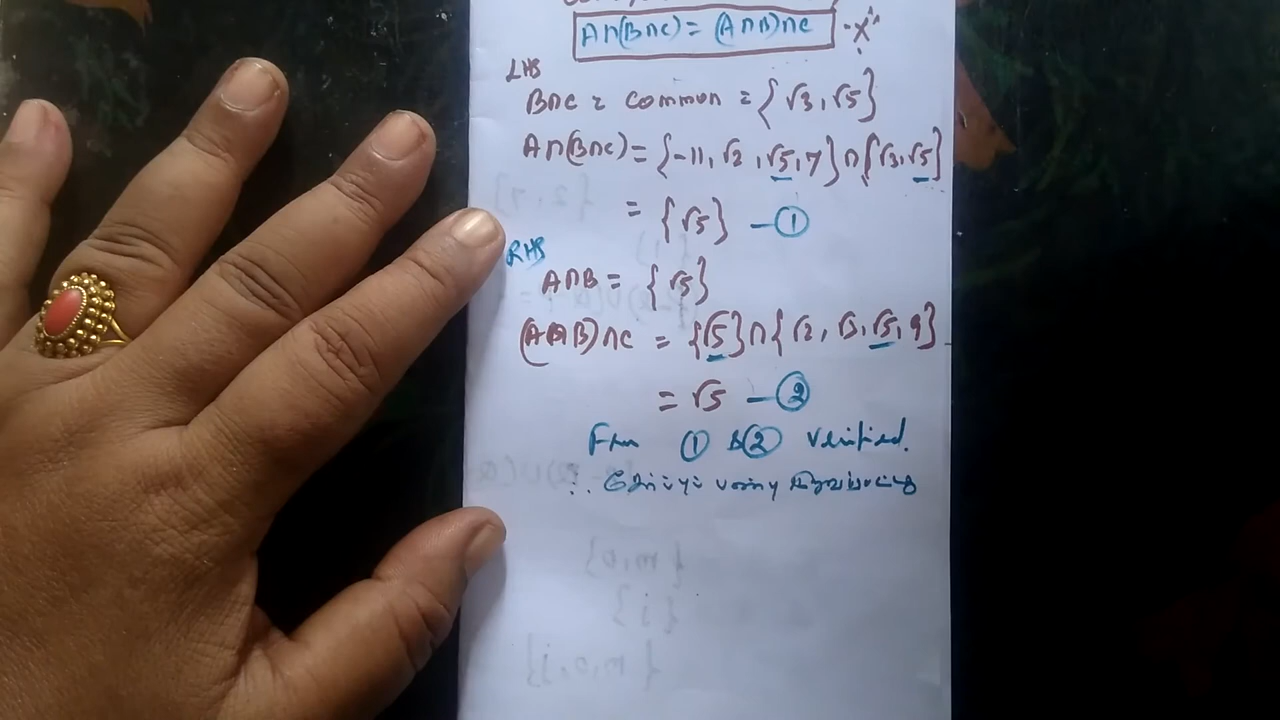 A∩(B∩C) = (A∩B)∩C
LHS
B∩C = common = {√3, √5}
A∩(B∩C) = {-11, √2, √5, 7} ∩ {√3, √5}
= {√5} — ①
RHS
A∩B = {√5}
(A∩B)∩C = {√5} ∩ {√2, √3, √5, 9}
= √5 — ②
From ① & ② verified.
∴